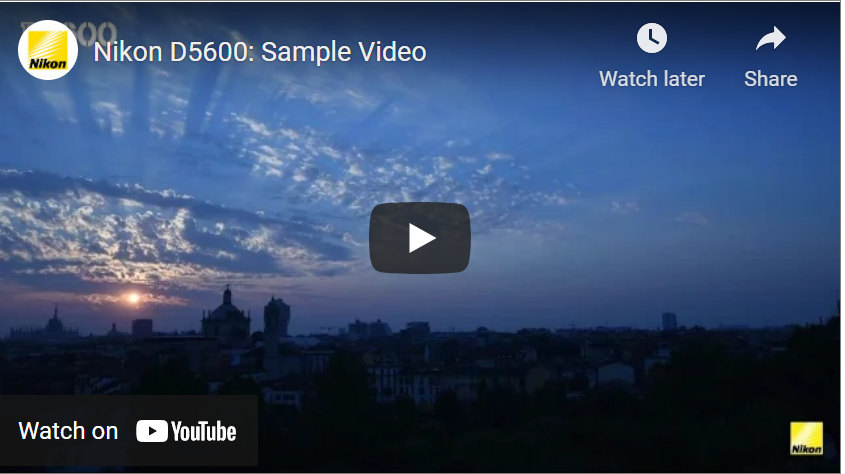 Nikon
Nikon D5600: Sample Video
Watch later
Share
Watch on
YouTube
Nikon